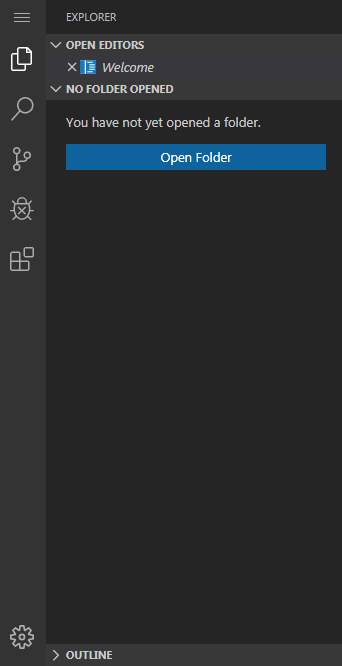 EXPLORER
OPEN EDITORS
Welcome
NO FOLDER OPENED
You have not yet opened a folder.
Open Folder
OUTLINE